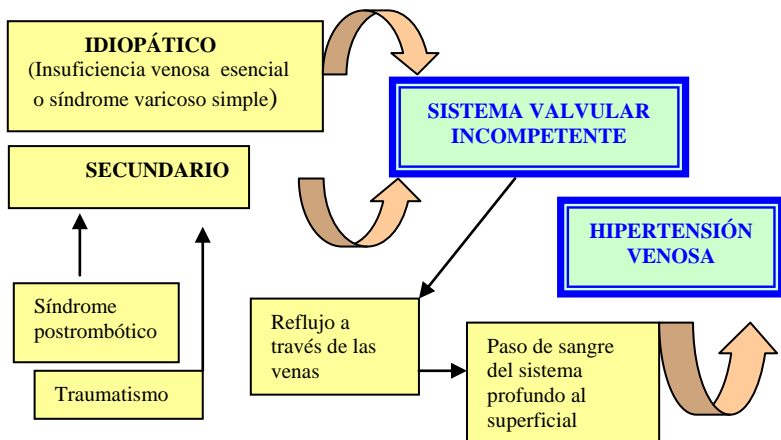 IDIOPÁTICO
(Insuficiencia venosa esencial
o síndrome varicoso simple)
SISTEMA VALVULAR
INCOMPETENTE
SECUNDARIO
HIPERTENSIÓN
VENOSA
Síndrome
postrombótico
Traumatismo
Reflujo a
través de las
venas
Paso de sangre
del sistema
profundo al
superficial